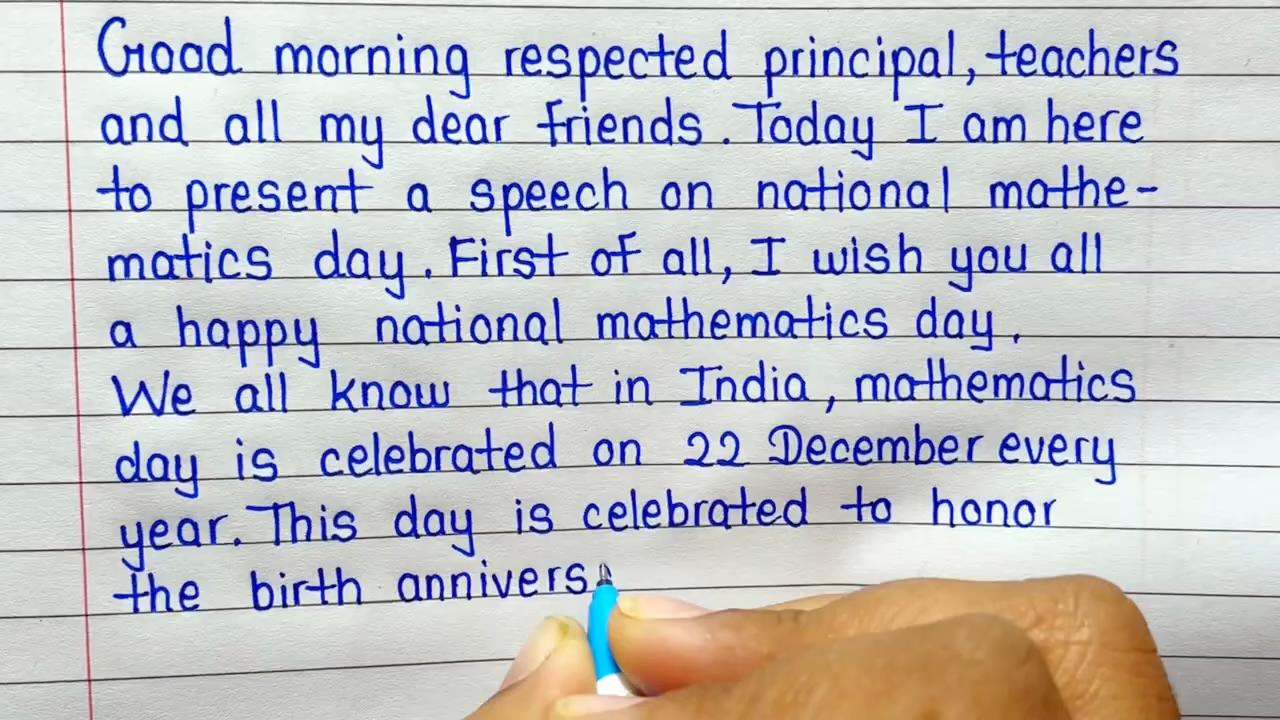 Good morning respected principal, teachers
and all my dear friends. Today I am here
to present a speech on national mathe-
matics day. First of all, I wish you all
a happy national mathematics day.
We all know that in India, mathematics
day is celebrated on 22 December every
year. This day is celebrated to honor
the birth annivers